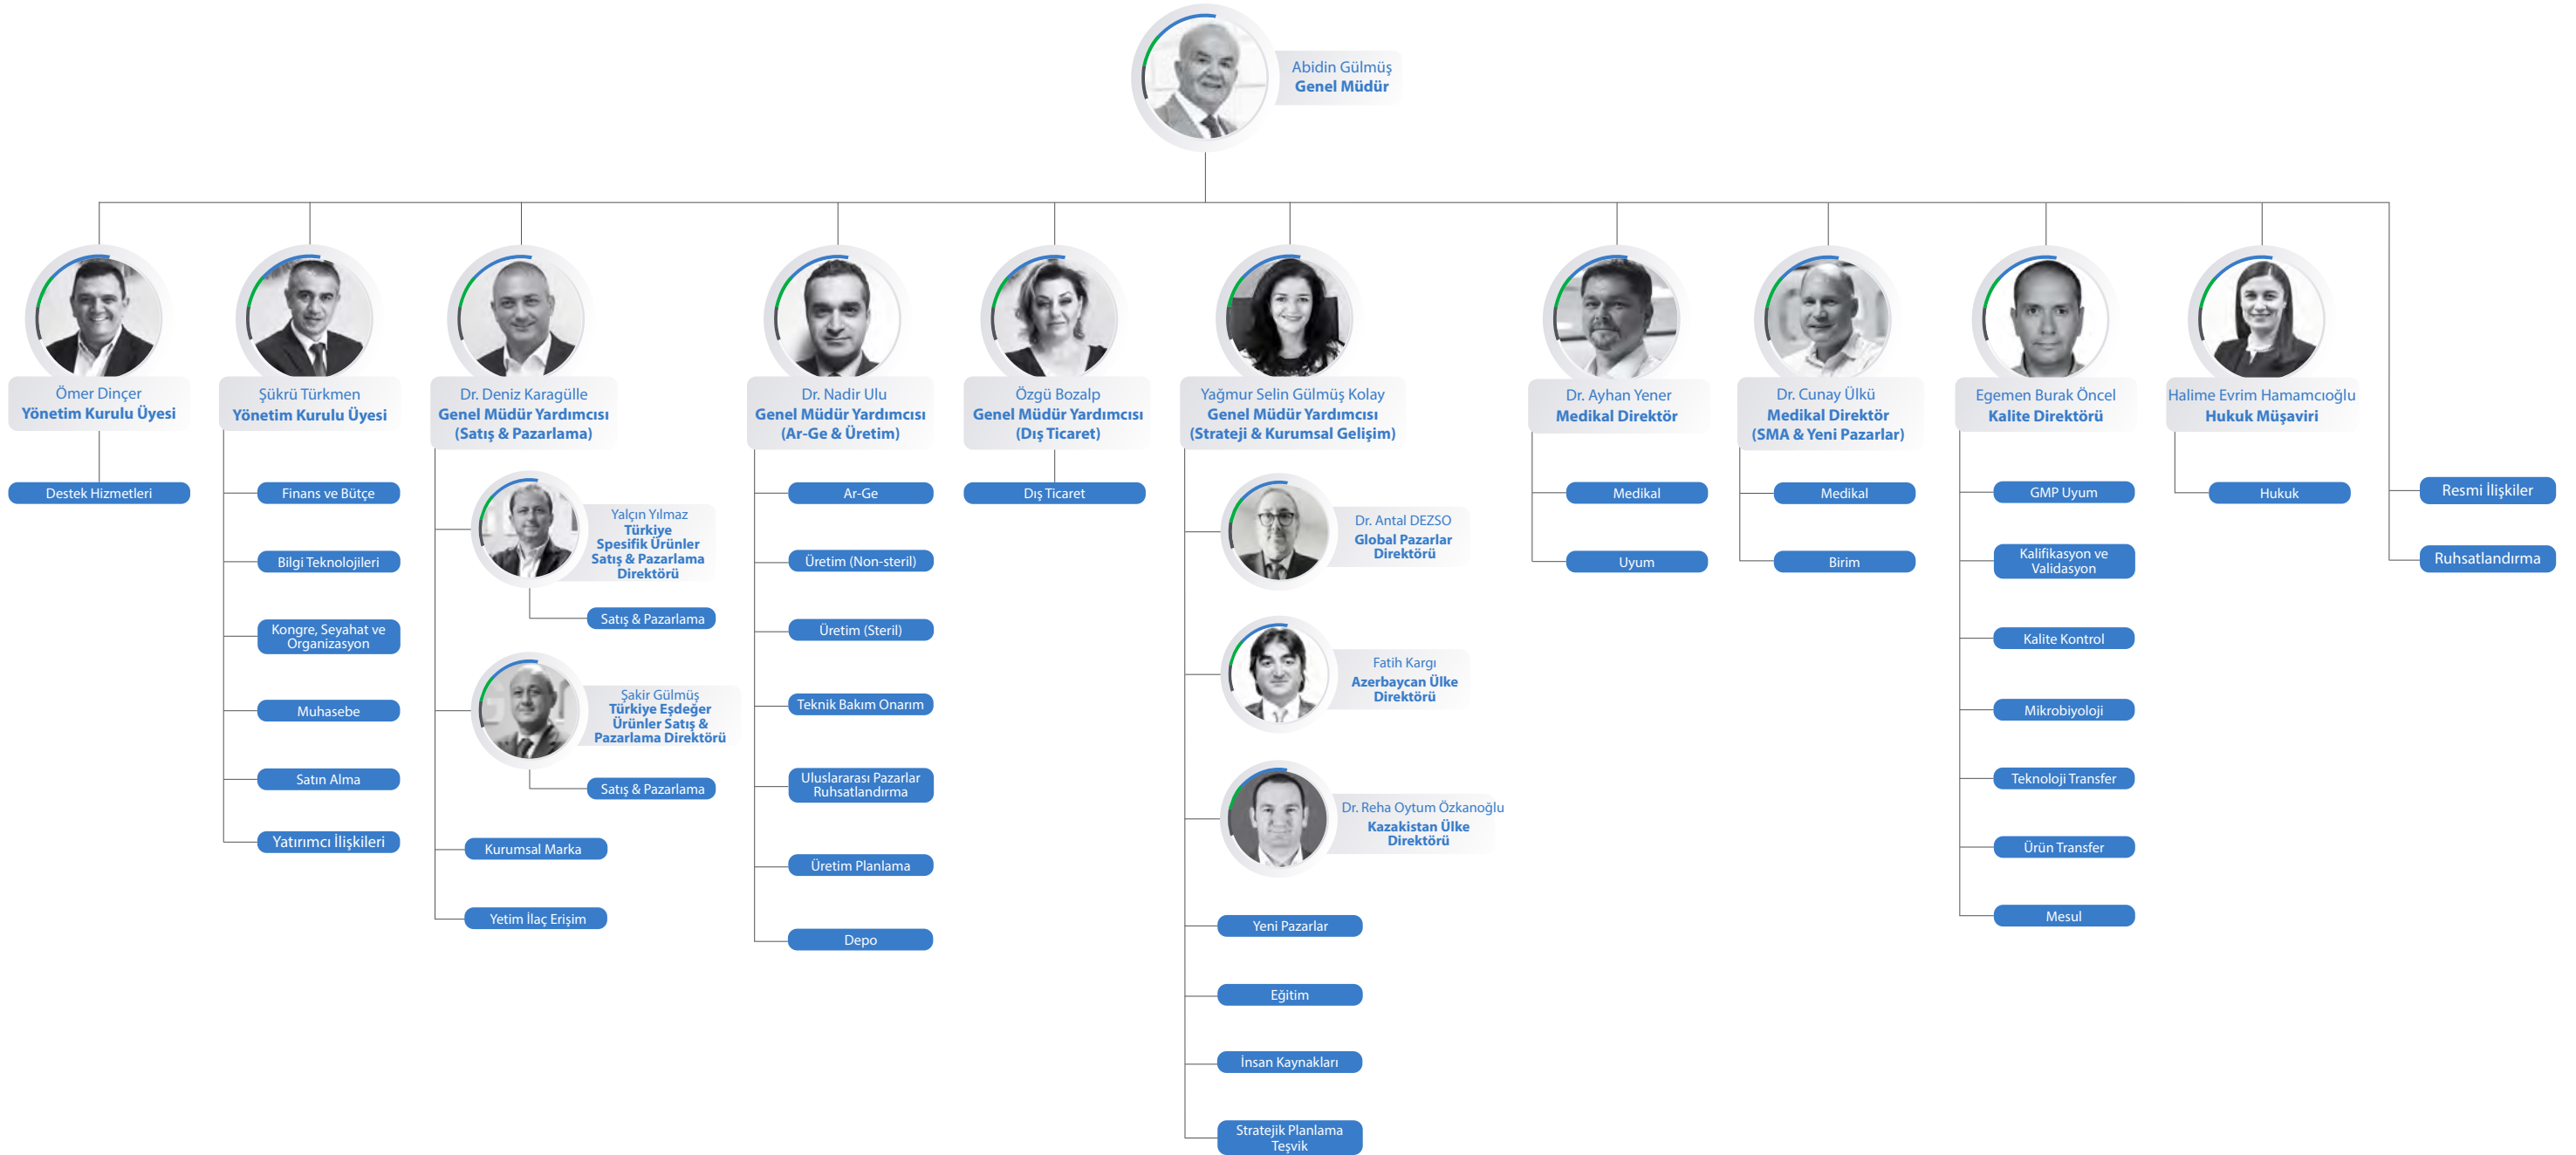 Abidin Gülmüş
Genel Müdür
Ömer Dinçer
Yönetim Kurulu Üyesi
Destek Hizmetleri
Şükrü Türkmen
Yönetim Kurulu Üyesi
Finans ve Bütçe
Bilgi Teknolojileri
Kongre, Seyahat ve
Organizasyon
Muhasebe
Satın Alma
Yatırımcı İlişkileri
Dr. Deniz Karagülle
Genel Müdür Yardımcısı
(Satış & Pazarlama)
Yalçın Yılmaz
Türkiye
Spesifik Ürünler
Satış & Pazarlama
Direktörü
Satış & Pazarlama
Şakir Gülmüş
Türkiye Eşdeğer
Ürünler Satış &
Pazarlama Direktörü
Satış & Pazarlama
Kurumsal Marka
Yetim İlaç Erişim
Dr. Nadir Ulu
Genel Müdür Yardımcısı
(Ar-Ge & Üretim)
Ar-Ge
Üretim (Non-steril)
Üretim (Steril)
Teknik Bakım Onarım
Uluslararası Pazarlar
Ruhsatlandırma
Üretim Planlama
Depo
Özgü Bozalp
Genel Müdür Yardımcısı
(Dış Ticaret)
Dış Ticaret
Yağmur Selin Gülmüş Kolay
Genel Müdür Yardımcısı
(Strateji & Kurumsal Gelişim)
Dr. Antal DEZSO
Global Pazarlar
Direktörü
Fatih Kargı
Azerbaycan Ülke
Direktörü
Dr. Reha Oytum Özkanoğlu
Kazakistan Ülke
Direktörü
Yeni Pazarlar
Eğitim
İnsan Kaynakları
Stratejik Planlama
Teşvik
Dr. Ayhan Yener
Medikal Direktör
Medikal
Uyum
Dr. Cunay Ülkü
Medikal Direktör
(SMA & Yeni Pazarlar)
Medikal
Birim
Egemen Burak Öncel
Kalite Direktörü
GMP Uyum
Kalifikasyon ve
Validasyon
Kalite Kontrol
Mikrobiyoloji
Teknoloji Transfer
Ürün Transfer
Mesul
Halime Evrim Hamamcıoğlu
Hukuk Müşaviri
Hukuk
Resmi İlişkiler
Ruhsatlandırma